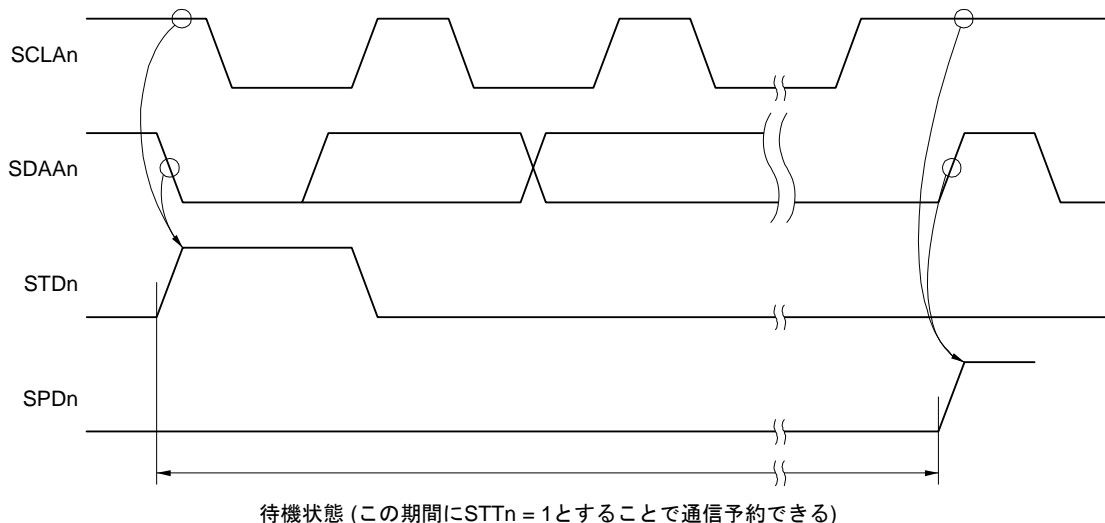 SCLAn
SDAAn
STDn
SPDn
待機状態 (この期間にSTTn = 1とすることで通信予約できる)